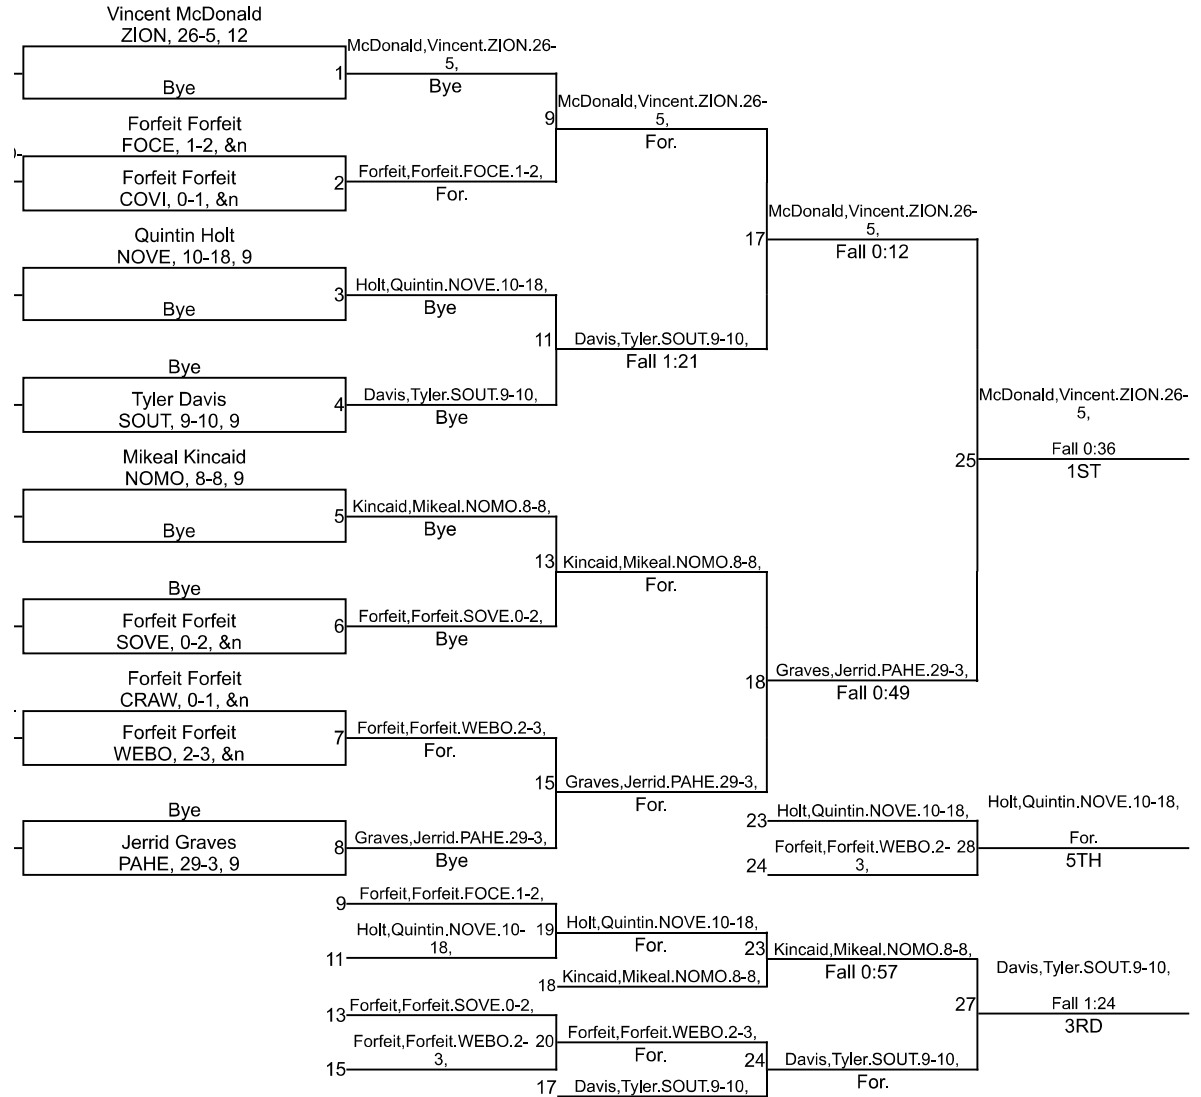 Vincent McDonald
ZION, 26-5, 12
Bye
1
McDonald,Vincent.ZION.26-
5,
Bye
Forfeit Forfeit
FOCE, 1-2, &n
Forfeit Forfeit
COVI, 0-1, &n
2
Forfeit,Forfeit.FOCE.1-2,
For.
9
McDonald,Vincent.ZION.26-
5,
For.
Quintin Holt
NOVE, 10-18, 9
Bye
3
Holt,Quintin.NOVE.10-18,
Bye
Bye
Tyler Davis
SOUT, 9-10, 9
4
Davis,Tyler.SOUT.9-10,
Bye
11
Davis,Tyler.SOUT.9-10,
Fall 1:21
17
McDonald,Vincent.ZION.26-
5,
Fall 0:12
Mikeal Kincaid
NOMO, 8-8, 9
Bye
5
Kincaid,Mikeal.NOMO.8-8,
Bye
Bye
Forfeit Forfeit
SOVE, 0-2, &n
6
Forfeit,Forfeit.SOVE.0-2,
Bye
13
Kincaid,Mikeal.NOMO.8-8,
For.
Forfeit Forfeit
CRAW, 0-1, &n
Forfeit Forfeit
WEBO, 2-3, &n
7
Forfeit,Forfeit.WEBO.2-3,
For.
Bye
Jerrid Graves
PAHE, 29-3, 9
8
Graves,Jerrid.PAHE.29-3,
Bye
15
Graves,Jerrid.PAHE.29-3,
For.
18
Graves,Jerrid.PAHE.29-3,
Fall 0:49
25
McDonald,Vincent.ZION.26-
5,
Fall 0:36
1ST
23
Holt,Quintin.NOVE.10-18,
24
Forfeit,Forfeit.WEBO.2-
3,
28
Holt,Quintin.NOVE.10-18,
For.
5TH
9
Forfeit,Forfeit.FOCE.1-2,
11
Holt,Quintin.NOVE.10-
18,
19
Holt,Quintin.NOVE.10-18,
For.
18
Kincaid,Mikeal.NOMO.8-8,
23
Kincaid,Mikeal.NOMO.8-8,
Fall 0:57
13
Forfeit,Forfeit.SOVE.0-2,
15
Forfeit,Forfeit.WEBO.2-
3,
20
Forfeit,Forfeit.WEBO.2-3,
For.
17
Davis,Tyler.SOUT.9-10,
24
Davis,Tyler.SOUT.9-10,
For.
27
Davis,Tyler.SOUT.9-10,
Fall 1:24
3RD